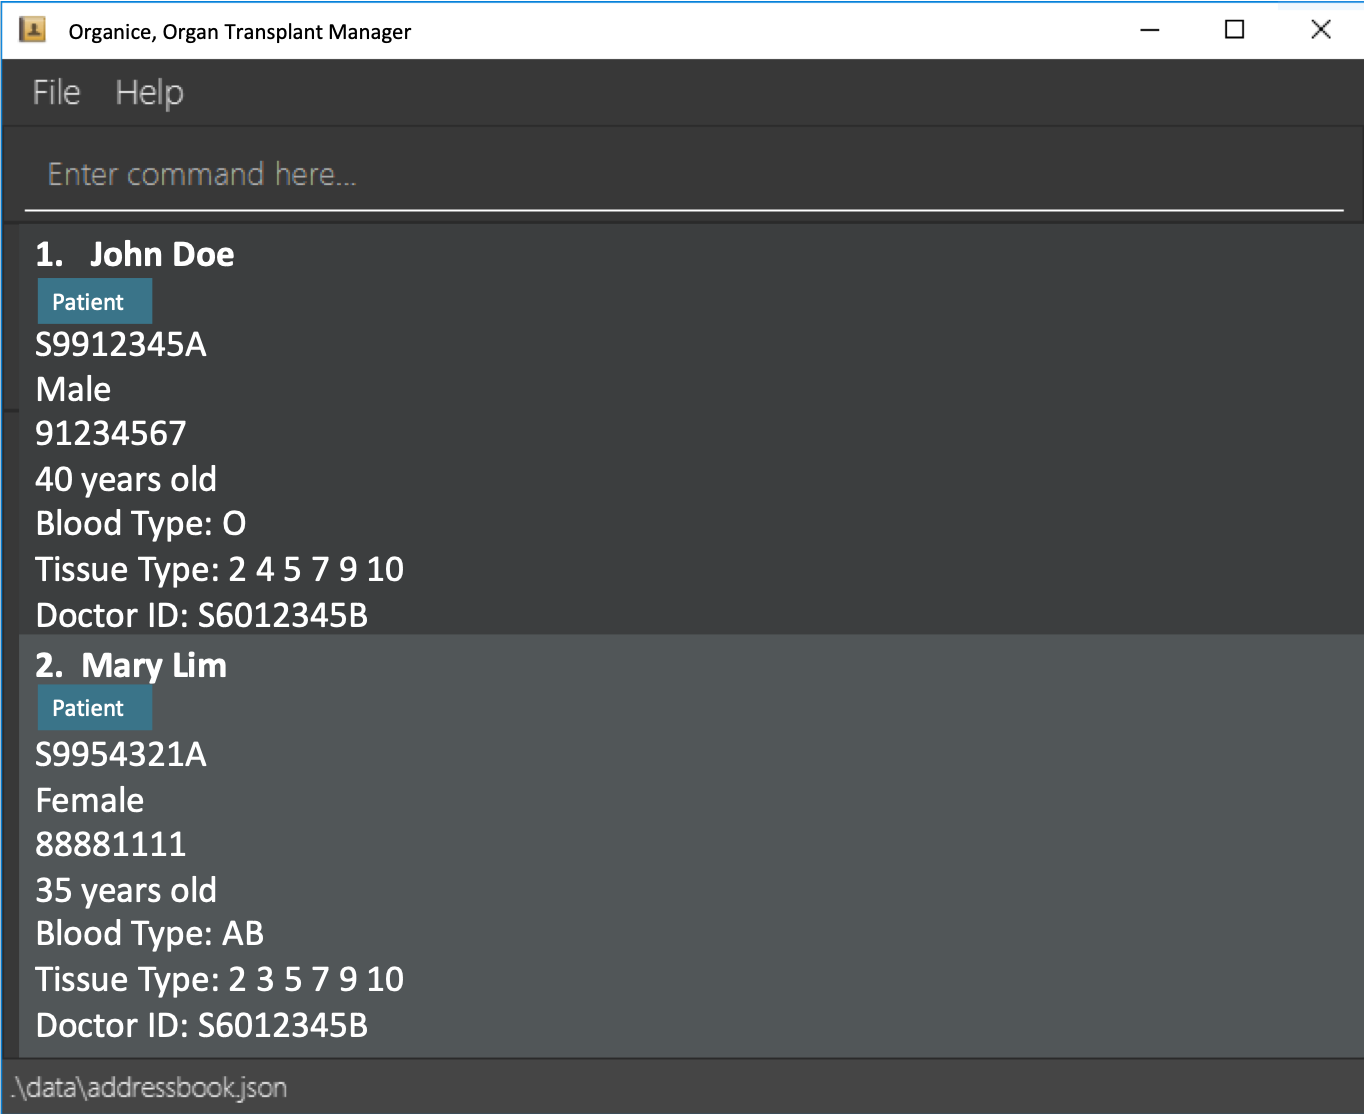 Organice, Organ Transplant Manager
File Help
Enter command here...
1. John Doe
Patient
S9912345A
Male
91234567
40 years old
Blood Type: O
Tissue Type: 2 4 5 7 9 10
Doctor ID: S6012345B
2. Mary Lim
Patient
S9954321A
Female
88881111
35 years old
Blood Type: AB
Tissue Type: 2 3 5 7 9 10
Doctor ID: S6012345B
.\data\addressbook.json